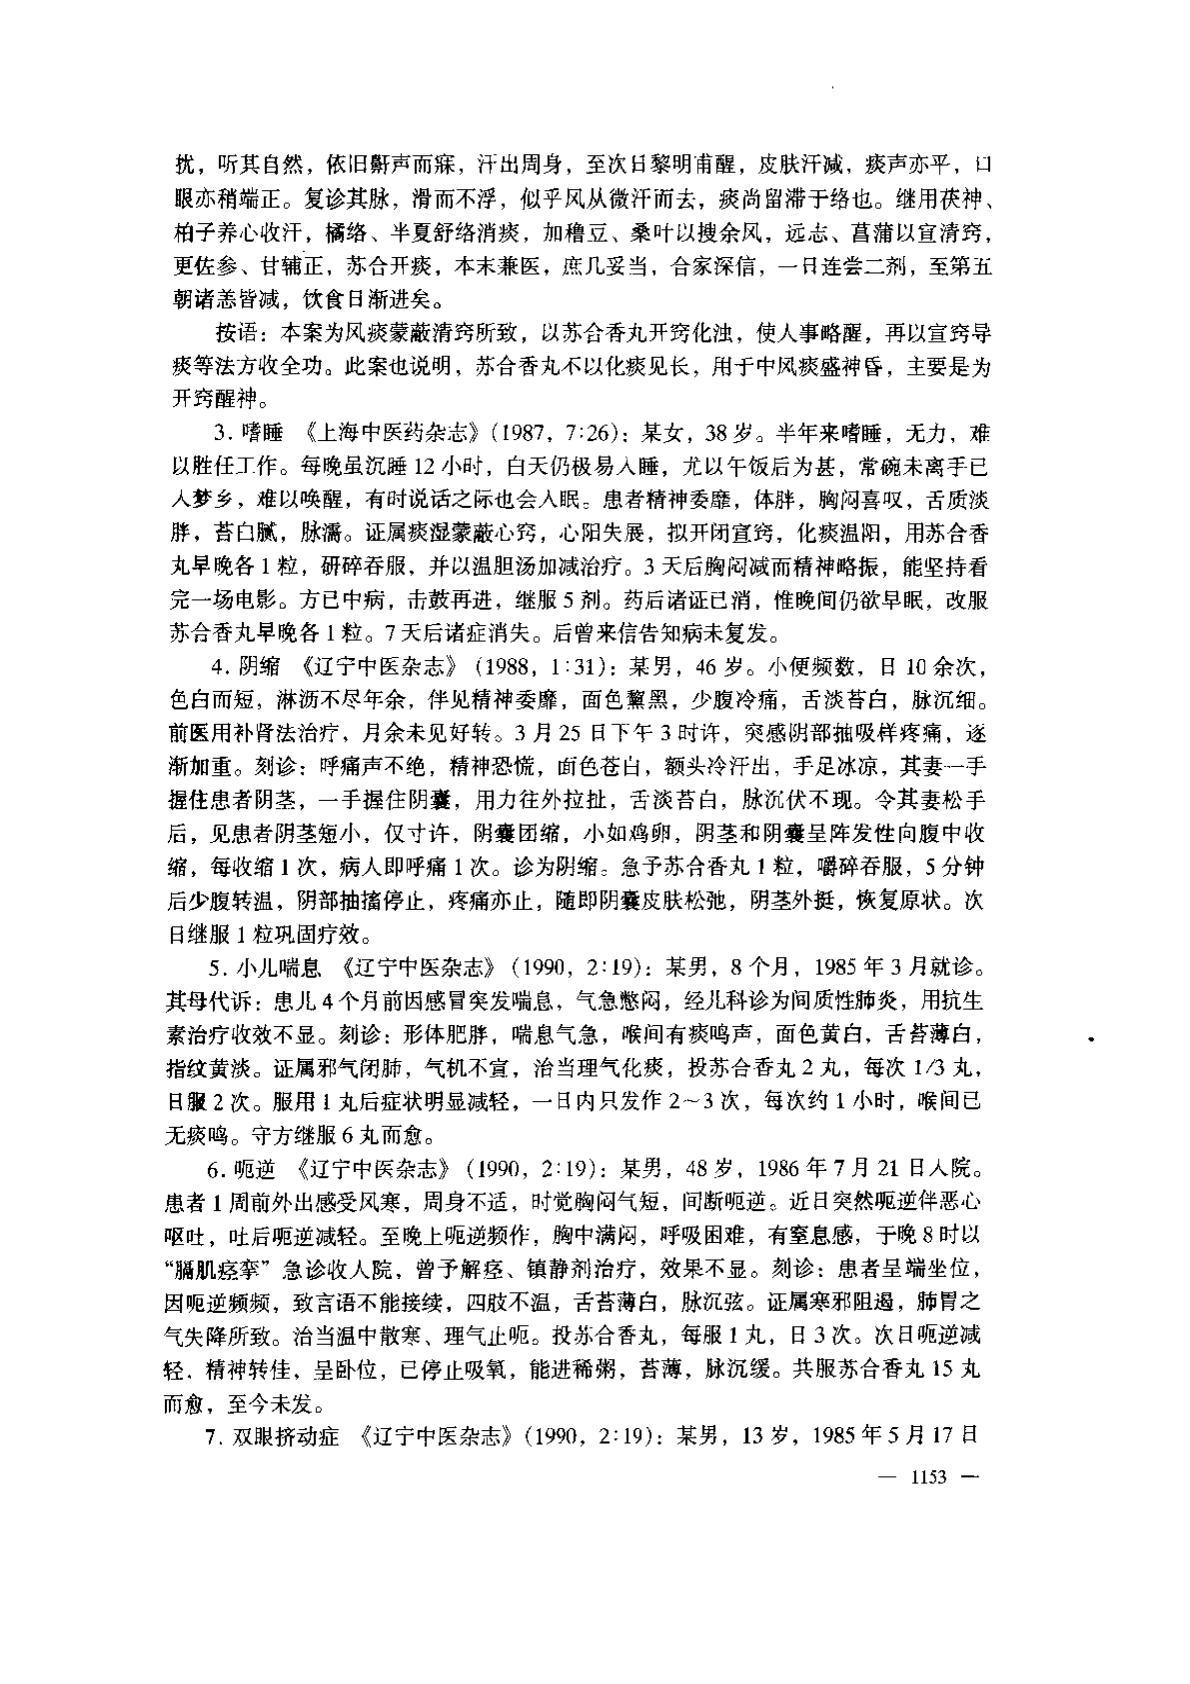 扰，听其自然，依旧鼾声而寐，汗出周身，至次日黎明甫醒，皮肤汗减，痰声亦平，口
眼亦稍端正。复诊其脉，滑而不浮，似乎风从微汗而去，痰尚留滞于络也。继用茯神、
柏子养心收汗，橘络、半夏舒络消痰，加穞豆、桑叶以搜余风，远志、菖蒲以宣清窍，
更佐参、甘辅正，苏合开痰，本末兼医，庶几妥当，合家深信，一日连尝二剂，至第五
朝诸恙皆减，饮食日渐进矣。
按语：本案为风痰蒙蔽清窍所致，以苏合香丸开窍化浊，使人事略醒，再以宣窍导
痰等法方收全功。此案也说明，苏合香丸不以化痰见长，用于中风痰盛神昏，主要是为
开窍醒神。
3. 嗜睡 《上海中医药杂志》(1987，7:26)：某女，38岁。半年来嗜睡，无力，难
以胜任工作。每晚虽沉睡12小时，白天仍极易入睡，尤以午饭后为甚，常碗未离手已
入梦乡，难以唤醒，有时说话之际也会入眠。患者精神委靡，体胖，胸闷喜叹，舌质淡
胖，苔白腻，脉濡。证属痰湿蒙蔽心窍，心阳失展，拟开闭宣窍，化痰温阳，用苏合香
丸早晚各1粒，研碎吞服，并以温胆汤加减治疗。3天后胸闷减而精神略振，能坚持看
完一场电影。方已中病，击鼓再进，继服5剂。药后诸证已消，惟晚间仍欲早眠，改服
苏合香丸早晚各1粒。7天后诸症消失。后曾来信告知病未复发。
4. 阴缩 《辽宁中医杂志》(1988，1:31)：某男，46岁。小便频数，日10余次，
色白而短，淋沥不尽年余，伴见精神委靡，面色黧黑，少腹冷痛，舌淡苔白，脉沉细。
前医用补肾法治疗，月余未见好转。3月25日下午3时许，突感阴部抽吸样疼痛，逐
渐加重。刻诊：呼痛声不绝，精神恐慌，面色苍白，额头冷汗出，手足冰凉，其妻一手
握住患者阴茎，一手握住阴囊，用力往外拉扯，舌淡苔白，脉沉伏不现。令其妻松手
后，见患者阴茎短小，仅寸许，阴囊团缩，小如鸡卵，阴茎和阴囊呈阵发性向腹中收
缩，每收缩1次，病人即呼痛1次。诊为阴缩。急予苏合香丸1粒，嚼碎吞服，5分钟
后少腹转温，阴部抽搐停止，疼痛亦止，随即阴囊皮肤松弛，阴茎外挺，恢复原状。次
日继服1粒巩固疗效。
5. 小儿喘息 《辽宁中医杂志》(1990，2:19)：某男，8个月，1985年3月就诊。
其母代诉：患儿4个月前因感冒突发喘息，气急憋闷，经儿科诊为间质性肺炎，用抗生
素治疗收效不显。刻诊：形体肥胖，喘息气急，喉间有痰鸣声，面色黄白，舌苔薄白，
指纹黄淡。证属邪气闭肺，气机不宣，治当理气化痰，投苏合香丸2丸，每次1/3丸，
日服2次。服用1丸后症状明显减轻，一日内只发作2～3次，每次约1小时，喉间已
无痰鸣。守方继服6丸而愈。
6. 呃逆 《辽宁中医杂志》(1990，2:19)：某男，48岁，1986年7月21日入院。
患者1周前外出感受风寒，周身不适，时觉胸闷气短，间断呃逆。近日突然呃逆伴恶心
呕吐，吐后呃逆减轻。至晚上呃逆频作，胸中满闷，呼吸困难，有窒息感，于晚8时以
“膈肌痉挛”急诊收入院，曾予解痉、镇静剂治疗，效果不显。刻诊：患者呈端坐位，
因呃逆频频，致言语不能接续，四肢不温，舌苔薄白，脉沉弦。证属寒邪阻遏，肺胃之
气失降所致。治当温中散寒、理气止呃。投苏合香丸，每服1丸，日3次。次日呃逆减
轻，精神转佳，呈卧位，已停止吸氧，能进稀粥，苔薄，脉沉缓。共服苏合香丸15丸
而愈，至今未发。
7. 双眼挤动症 《辽宁中医杂志》(1990，2:19)：某男，13岁，1985年5月17日
— 1153 —